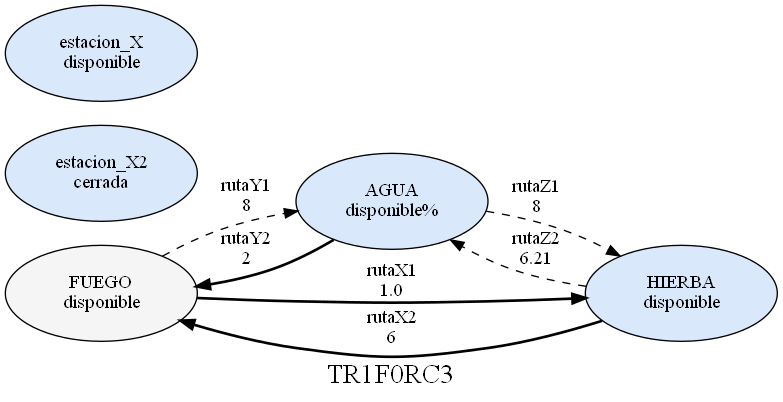 estacion_X
disponible
estacion_X2
cerrada
AGUA
disponible%
rutaY1
8
rutaZ1
8
rutaY2
2
rutaZ2
6.21
FUEGO
disponible
rutaX1
1.0
HIERBA
disponible
rutaX2
6
TR1F0RC3